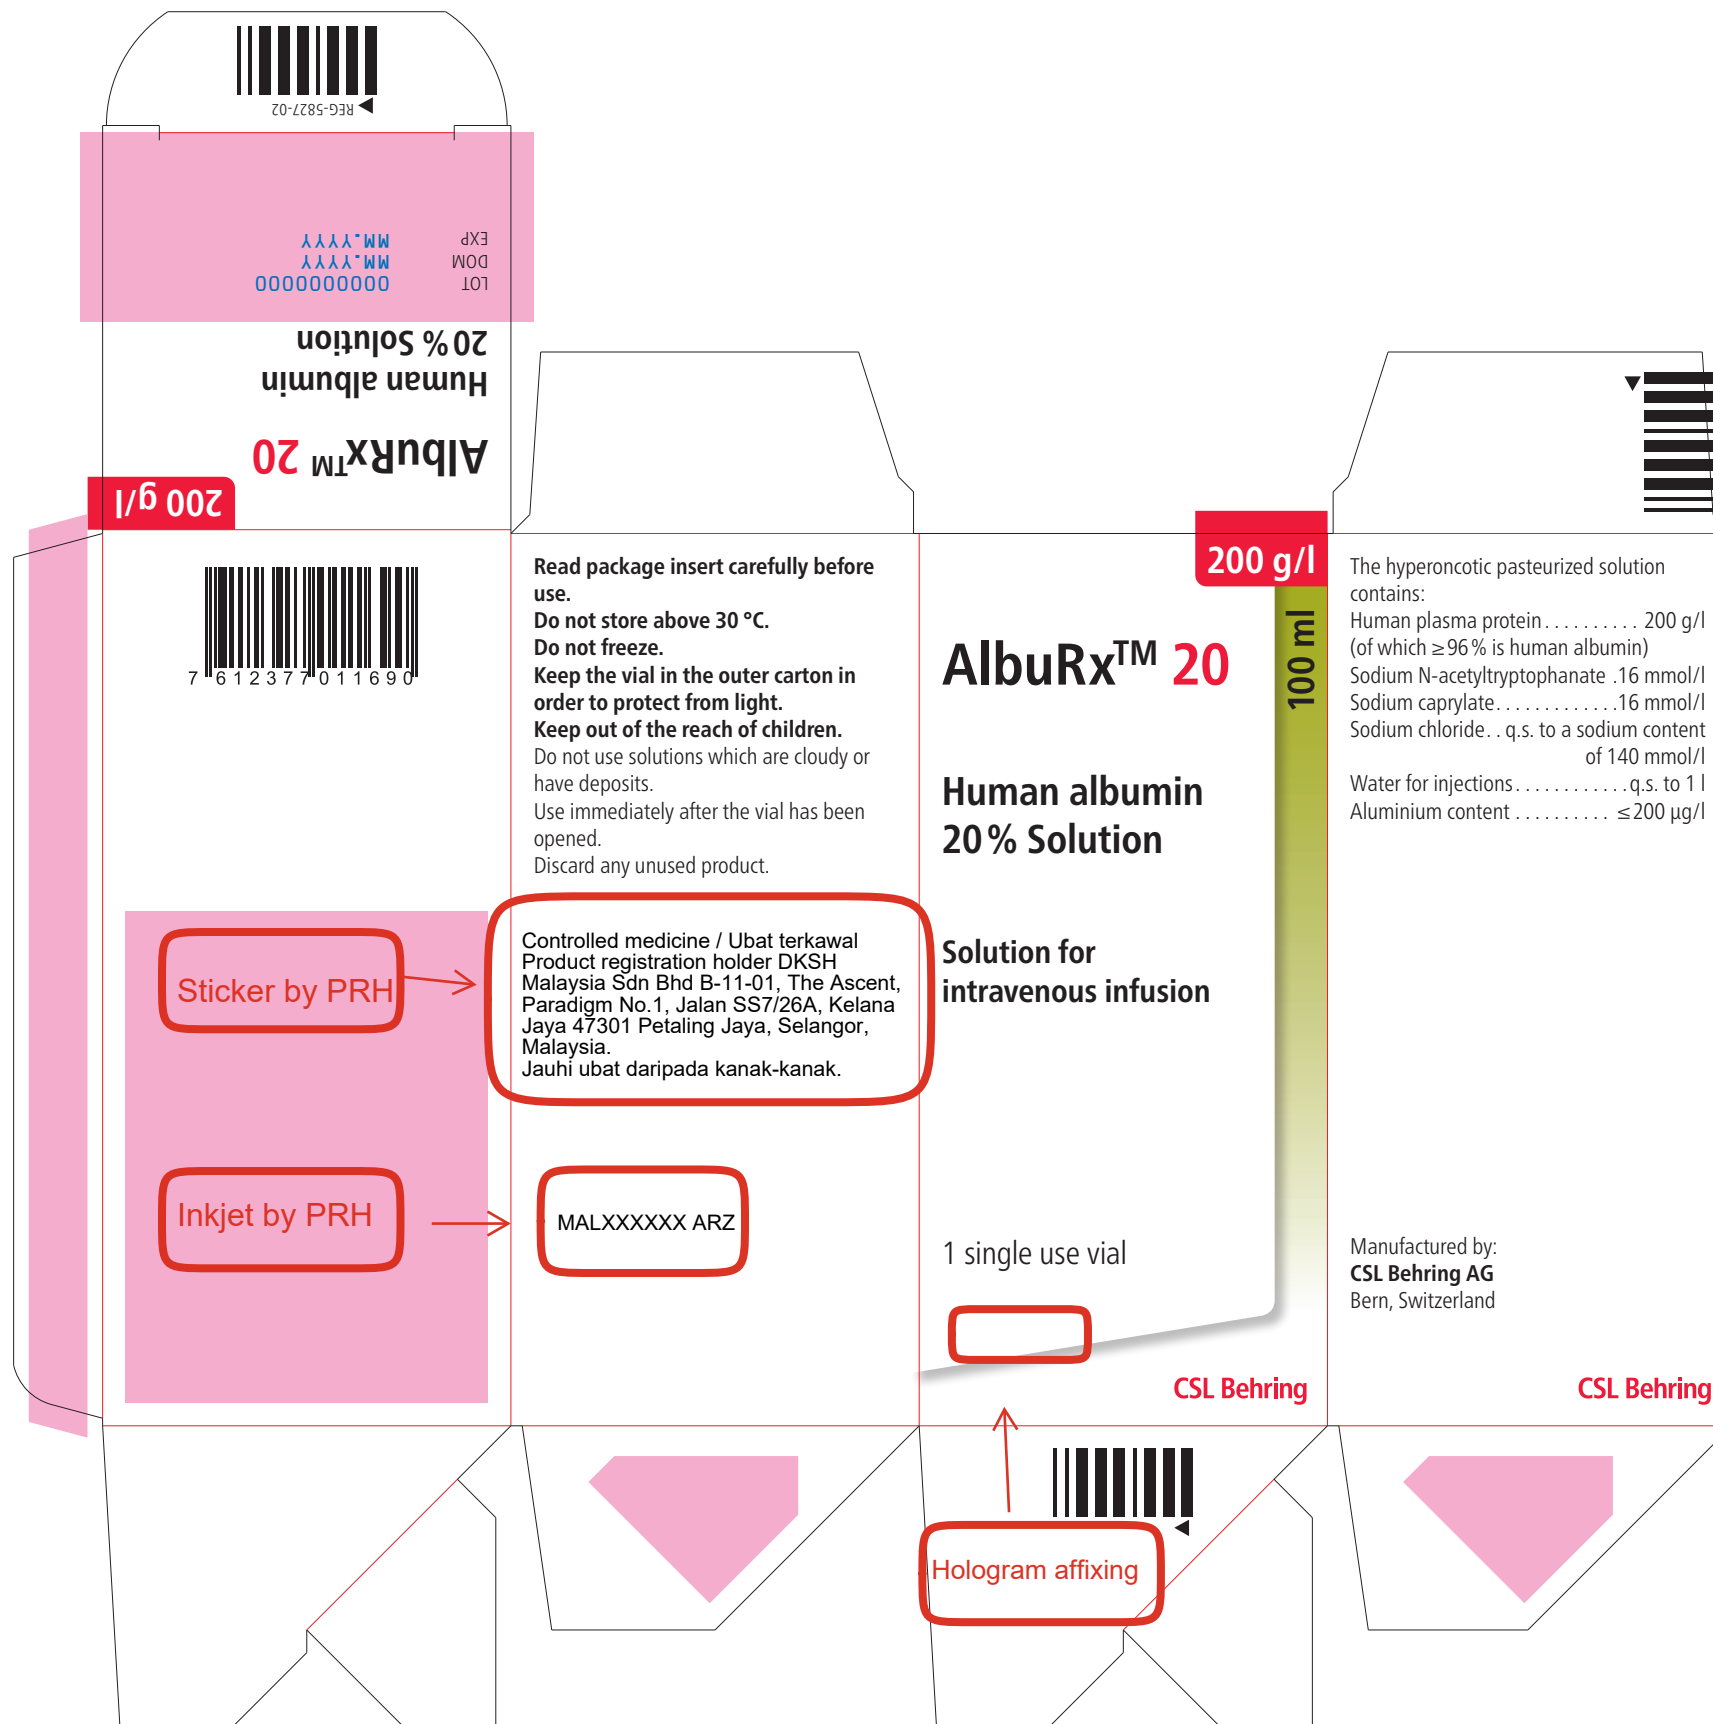 REG-5827-02
LOT 0000000000
DOM MM.YYYY
EXP MM.YYYY
AlbuRx™ 20
Human albumin
20 % Solution
200 g/l
7 612377 011690
Read package insert carefully before
use.
Do not store above 30 °C.
Do not freeze.
Keep the vial in the outer carton in
order to protect from light.
Keep out of the reach of children.
Do not use solutions which are cloudy or
have deposits.
Use immediately after the vial has been
opened.
Discard any unused product.
Sticker by PRH
Controlled medicine / Ubat terkawal
Product registration holder DKSH
Malaysia Sdn Bhd B-11-01, The Ascent,
Paradigm No.1, Jalan SS7/26A, Kelana
Jaya 47301 Petaling Jaya, Selangor,
Malaysia.
Jauhi ubat daripada kanak-kanak.
Inkjet by PRH
MALXXXXXX ARZ
200 g/l
100 ml
AlbuRx™ 20
Human albumin
20 % Solution
Solution for
intravenous infusion
1 single use vial
CSL Behring
Hologram affixing
The hyperoncotic pasteurized solution
contains:
Human plasma protein . . . . . . . . . . 200 g/l
(of which ≥ 96 % is human albumin)
Sodium N-acetyltryptophanate . 16 mmol/l
Sodium caprylate. . . . . . . . . . . . . 16 mmol/l
Sodium chloride. . q.s. to a sodium content
of 140 mmol/l
Water for injections . . . . . . . . . . . . q.s. to 1 l
Aluminium content . . . . . . . . . . ≤ 200 µg/l
Manufactured by:
CSL Behring AG
Bern, Switzerland
CSL Behring